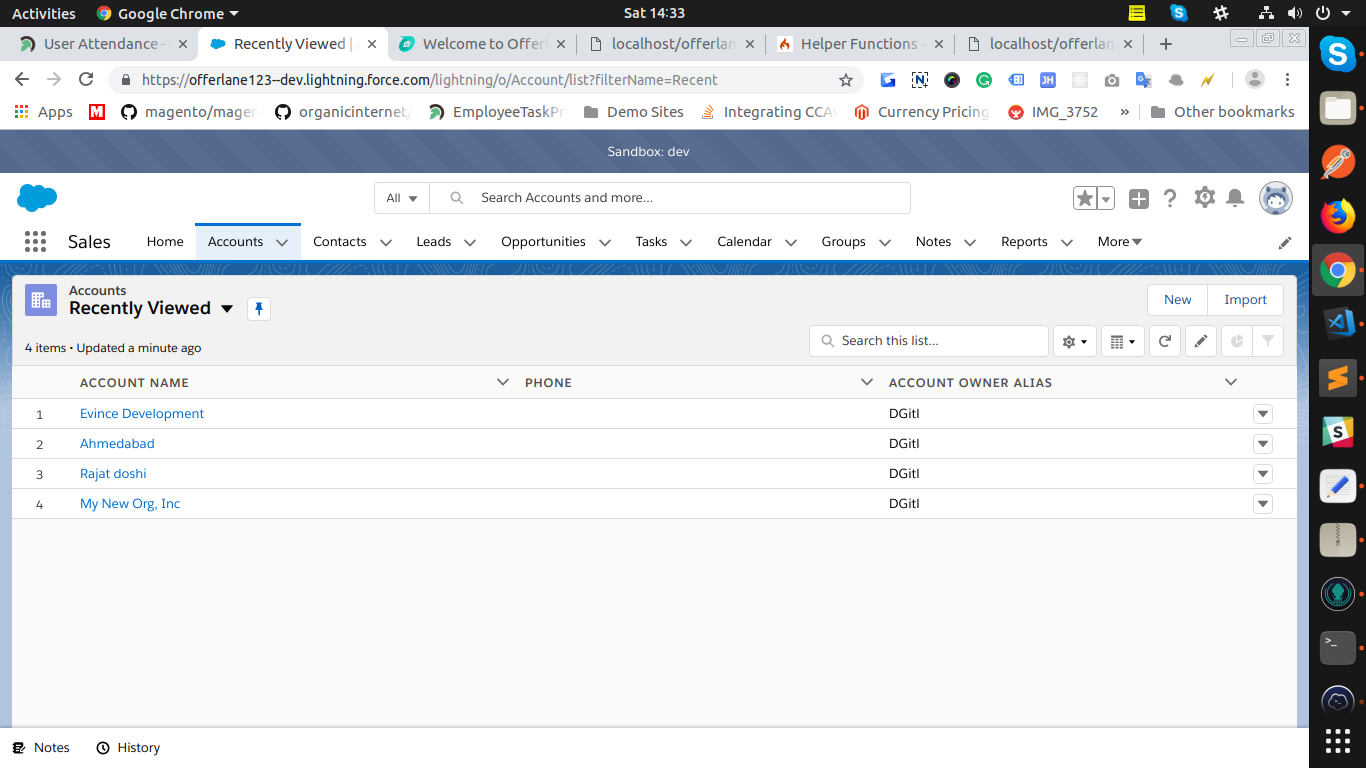 Activities Google Chrome Sat 14:33
User Attendance - Recently Viewed | Welcome to Offer localhost/offerlan Helper Functions - localhost/offerlan
https://offerlane123--dev.lightning.force.com/lightning/o/Account/list?filterName=Recent
Apps magento/magen organicinternet/ EmployeeTaskPr Demo Sites Integrating CCAv Currency Pricing IMG_3752 » Other bookmarks
Sandbox: dev
All Search Accounts and more...
Sales Home Accounts Contacts Leads Opportunities Tasks Calendar Groups Notes Reports More
Accounts
Recently Viewed
New Import
4 items • Updated a minute ago
Search this list...
ACCOUNT NAME PHONE ACCOUNT OWNER ALIAS
1 Evince Development DGitl
2 Ahmedabad DGitl
3 Rajat doshi DGitl
4 My New Org, Inc DGitl
Notes History